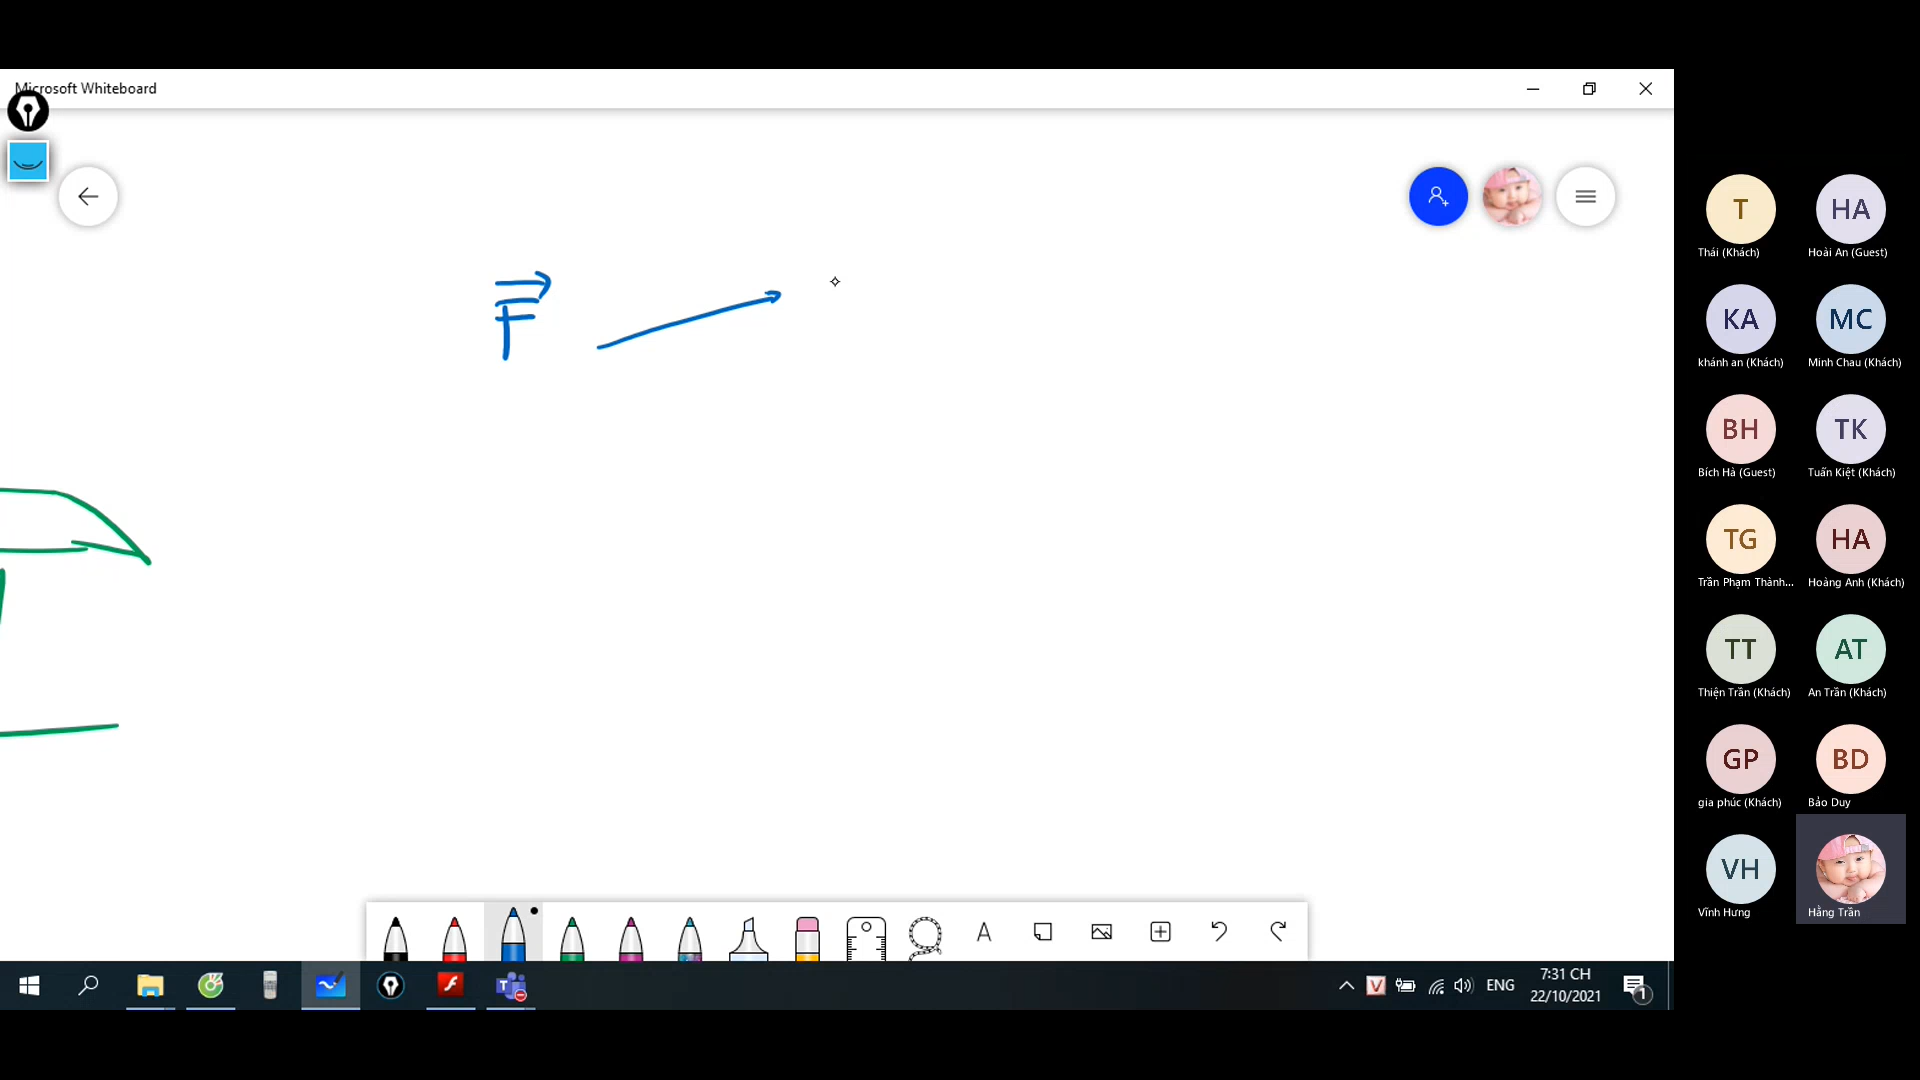 Microsoft Whiteboard
F
T
HA
Thái (Khách)
Hoài An (Guest)
KA
MC
khánh an (Khách)
Minh Chau (Khách)
BH
TK
Bích Hà (Guest)
Tuấn Kiệt (Khách)
TG
HA
Trần Phạm Thành...
Hoàng Anh (Khách)
TT
AT
Thiện Trần (Khách)
An Trần (Khách)
GP
BD
gia phúc (Khách)
Bảo Duy
VH
Vĩnh Hưng
Hằng Trần
A
ENG
7:31 CH
22/10/2021
1